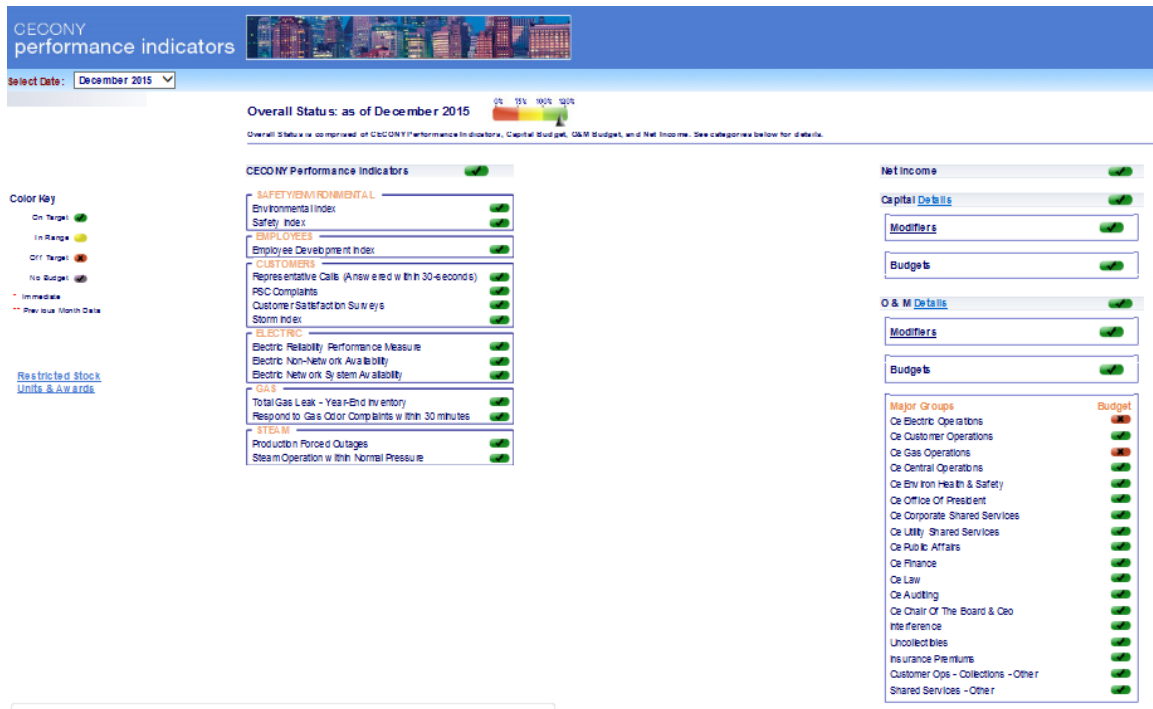 CECONY
performance indicators
Select Date: December 2015
Overall Status: as of December 2015
0% 75% 100% 120%
Overall Status is comprised of CECONY Performance Indicators, Capital Budget, O&M Budget, and Net Income. See categories below for details.
Color Key
On Target
In Range
Off Target
No Budget
* Immediate
** Previous Month Data
Restricted Stock
Units & Awards
CECONY Performance Indicators
SAFETY/ENVIRONMENTAL
Environmental Index
Safety Index
EMPLOYEES
Employee Development Index
CUSTOMERS
Representative Calls (Answered within 30-seconds)
PSC Complaints
Customer Satisfaction Surveys
Storm Index
ELECTRIC
Electric Reliability Performance Measure
Electric Non-Network Availability
Electric Network System Availability
GAS
Total Gas Leak - Year-End Inventory
Respond to Gas Odor Complaints within 30 minutes
STEAM
Production Forced Outages
Steam Operation within Normal Pressure
Net Income
Capital Details
Modifiers
Budgets
O & M Details
Modifiers
Budgets
Major Groups Budget
Ce Electric Operations
Ce Customer Operations
Ce Gas Operations
Ce Central Operations
Ce Environ Health & Safety
Ce Office Of President
Ce Corporate Shared Services
Ce Utility Shared Services
Ce Public Affairs
Ce Finance
Ce Law
Ce Auditing
Ce Chair Of The Board & Ceo
Interference
Uncollectibles
Insurance Premiums
Customer Ops - Collections - Other
Shared Services - Other